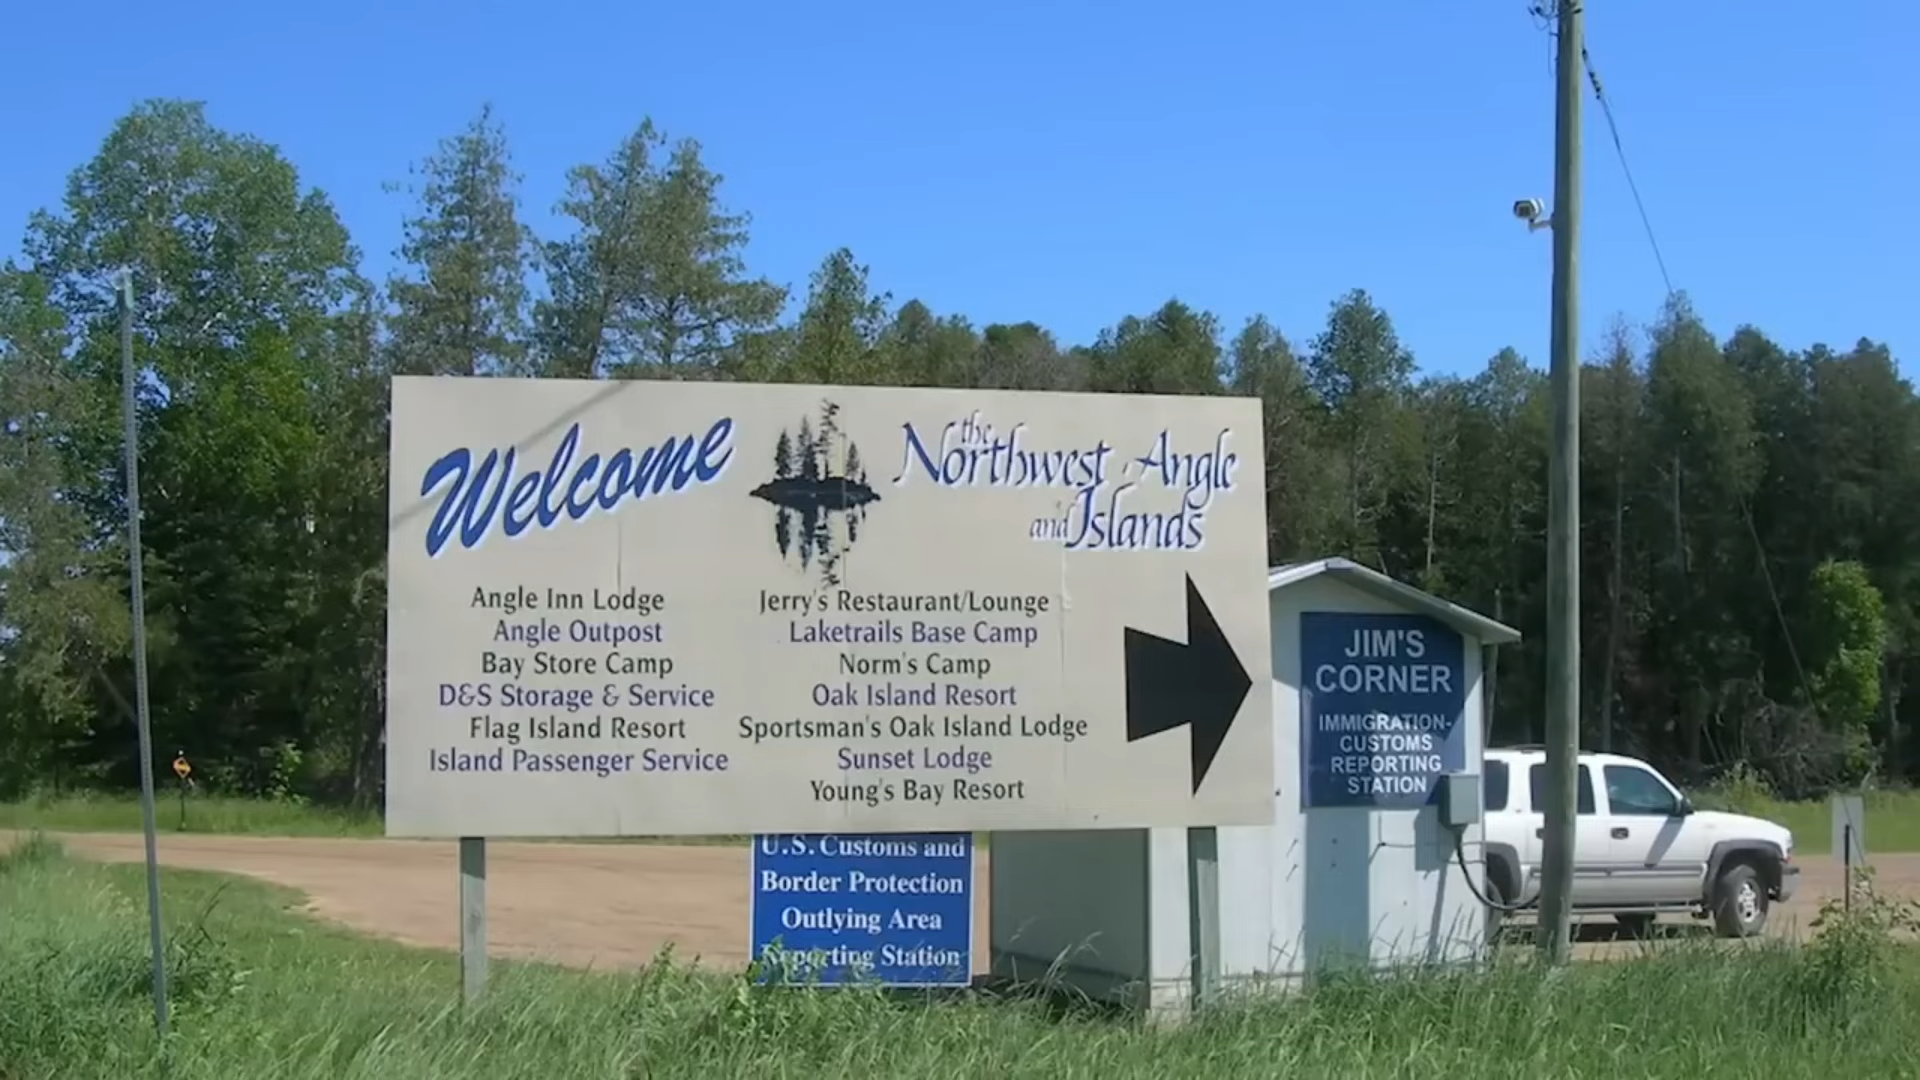 Welcome
the
Northwest Angle
and Islands
Angle Inn Lodge
Angle Outpost
Bay Store Camp
D&S Storage & Service
Flag Island Resort
Island Passenger Service
Jerry's Restaurant/Lounge
Laketrails Base Camp
Norm's Camp
Oak Island Resort
Sportsman's Oak Island Lodge
Sunset Lodge
Young's Bay Resort
JIM'S
CORNER
IMMIGRATION-
CUSTOMS
REPORTING
STATION
U.S. Customs and
Border Protection
Outlying Area
Reporting Station